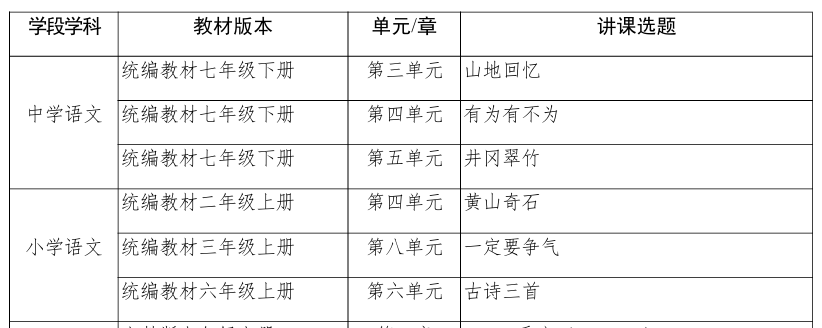 学段学科 教材版本 单元/章 讲课选题
统编教材七年级下册 第三单元 山地回忆
中学语文 统编教材七年级下册 第四单元 有为有不为
统编教材七年级下册 第五单元 井冈翠竹
统编教材二年级上册 第四单元 黄山奇石
小学语文 统编教材三年级上册 第八单元 一定要争气
统编教材六年级上册 第六单元 古诗三首